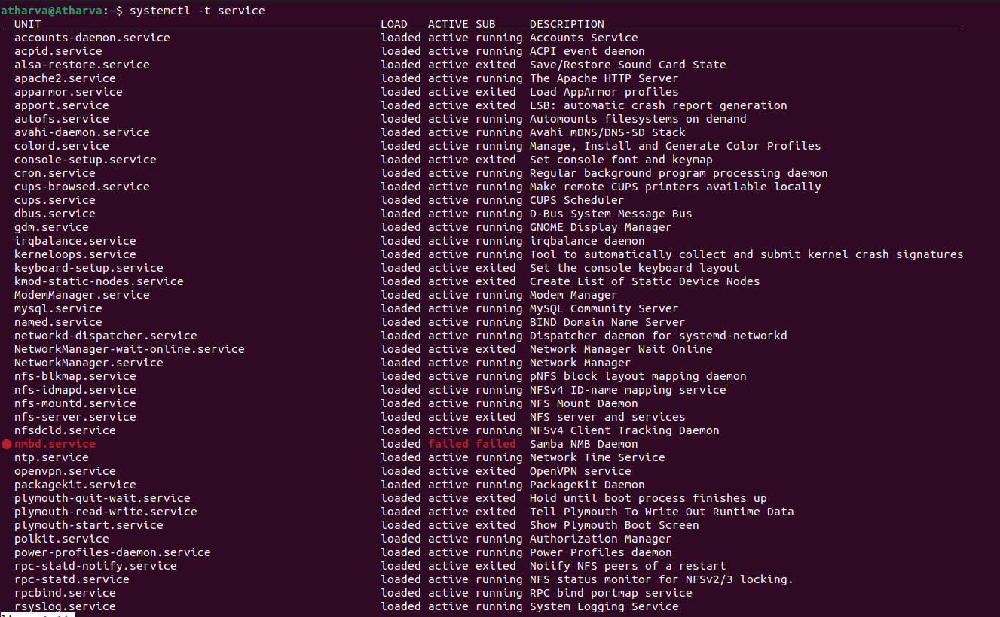 atharva@Atharva:~$ systemctl -t service
UNIT LOAD ACTIVE SUB DESCRIPTION
accounts-daemon.service loaded active running Accounts Service
acpid.service loaded active running ACPI event daemon
alsa-restore.service loaded active exited Save/Restore Sound Card State
apache2.service loaded active running The Apache HTTP Server
apparmor.service loaded active exited Load AppArmor profiles
apport.service loaded active exited LSB: automatic crash report generation
autofs.service loaded active running Automounts filesystems on demand
avahi-daemon.service loaded active running Avahi mDNS/DNS-SD Stack
colord.service loaded active running Manage, Install and Generate Color Profiles
console-setup.service loaded active exited Set console font and keymap
cron.service loaded active running Regular background program processing daemon
cups-browsed.service loaded active running Make remote CUPS printers available locally
cups.service loaded active running CUPS Scheduler
dbus.service loaded active running D-Bus System Message Bus
gdm.service loaded active running GNOME Display Manager
irqbalance.service loaded active running irqbalance daemon
kerneloops.service loaded active running Tool to automatically collect and submit kernel crash signatures
keyboard-setup.service loaded active exited Set the console keyboard layout
kmod-static-nodes.service loaded active exited Create List of Static Device Nodes
ModemManager.service loaded active running Modem Manager
mysql.service loaded active running MySQL Community Server
named.service loaded active running BIND Domain Name Server
networkd-dispatcher.service loaded active running Dispatcher daemon for systemd-networkd
NetworkManager-wait-online.service loaded active exited Network Manager Wait Online
NetworkManager.service loaded active running Network Manager
nfs-blkmap.service loaded active running pNFS block layout mapping daemon
nfs-idmapd.service loaded active running NFSv4 ID-name mapping service
nfs-mountd.service loaded active running NFS Mount Daemon
nfs-server.service loaded active exited NFS server and services
nfsdcld.service loaded active running NFSv4 Client Tracking Daemon
nmbd.service loaded failed failed Samba NMB Daemon
ntp.service loaded active running Network Time Service
openvpn.service loaded active exited OpenVPN service
packagekit.service loaded active running PackageKit Daemon
plymouth-quit-wait.service loaded active exited Hold until boot process finishes up
plymouth-read-write.service loaded active exited Tell Plymouth To Write Out Runtime Data
plymouth-start.service loaded active exited Show Plymouth Boot Screen
polkit.service loaded active running Authorization Manager
power-profiles-daemon.service loaded active running Power Profiles daemon
rpc-statd-notify.service loaded active exited Notify NFS peers of a restart
rpc-statd.service loaded active running NFS status monitor for NFSv2/3 locking.
rpcbind.service loaded active running RPC bind portmap service
rsyslog.service loaded active running System Logging Service